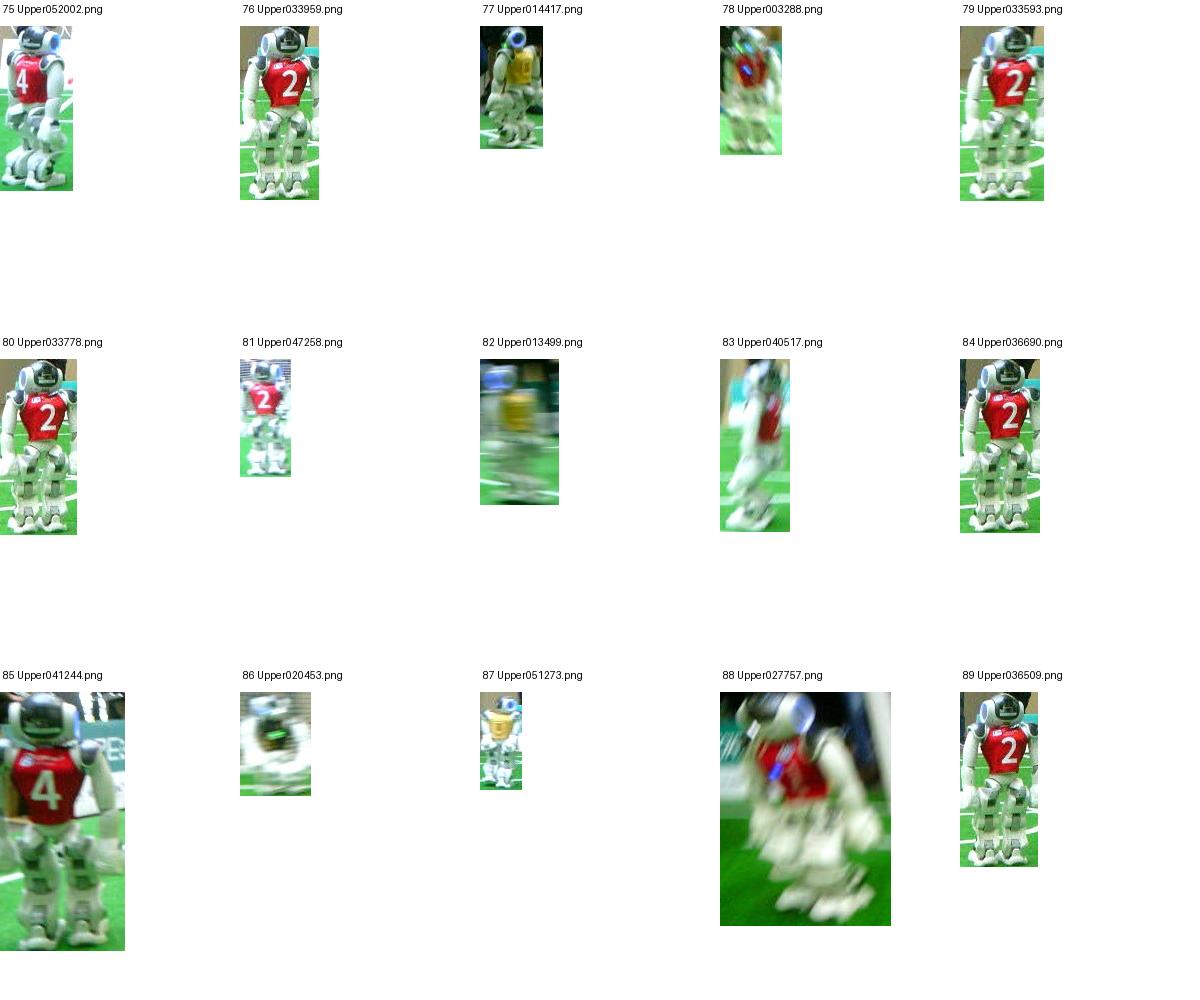 75 Upper052002.png
76 Upper033959.png
77 Upper014417.png
78 Upper003288.png
79 Upper033593.png
4
2
2
80 Upper033778.png
81 Upper047258.png
82 Upper013499.png
83 Upper040517.png
84 Upper036690.png
2
2
2
2
85 Upper041244.png
86 Upper020453.png
87 Upper051273.png
88 Upper027757.png
89 Upper036509.png
4
2